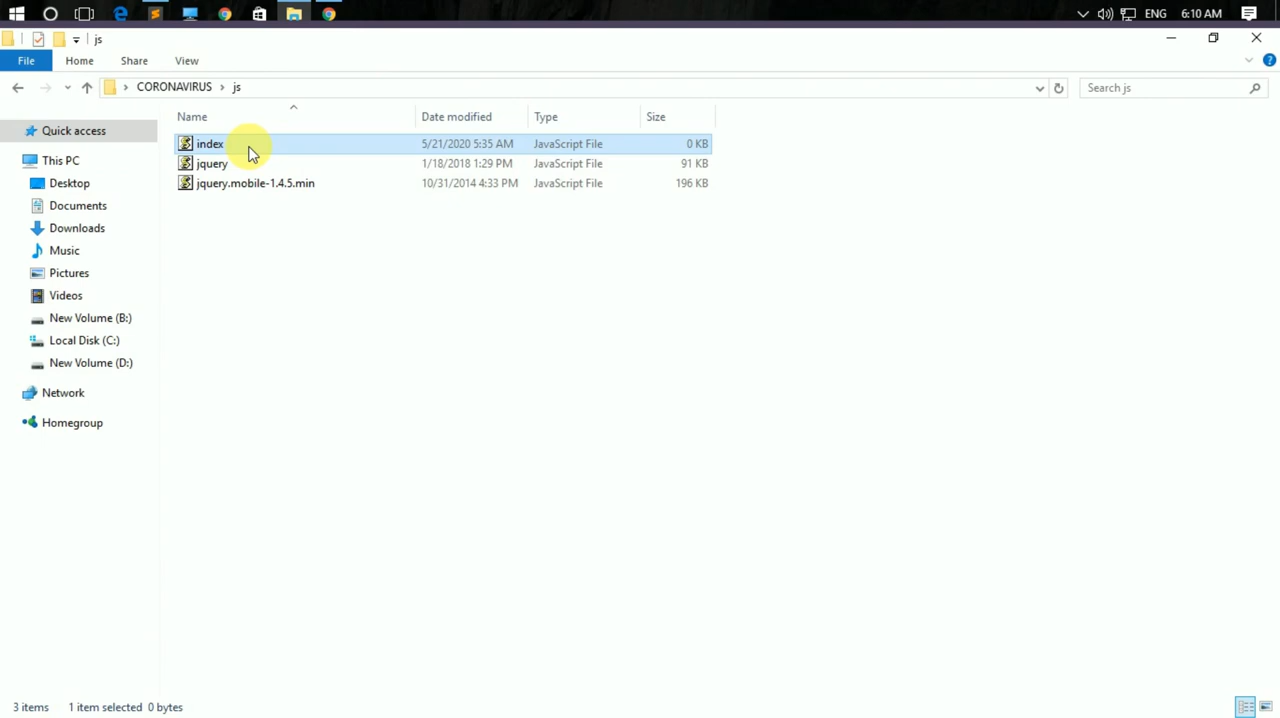 ENG 6:10 AM
js
File Home Share View
CORONAVIRUS js
Search js
Name Date modified Type Size
Quick access
This PC
Desktop
Documents
Downloads
Music
Pictures
Videos
New Volume (B:)
Local Disk (C:)
New Volume (D:)
Network
Homegroup
index 5/21/2020 5:35 AM JavaScript File 0 KB
jquery 1/18/2018 1:29 PM JavaScript File 91 KB
jquery.mobile-1.4.5.min 10/31/2014 4:33 PM JavaScript File 196 KB
3 items 1 item selected 0 bytes